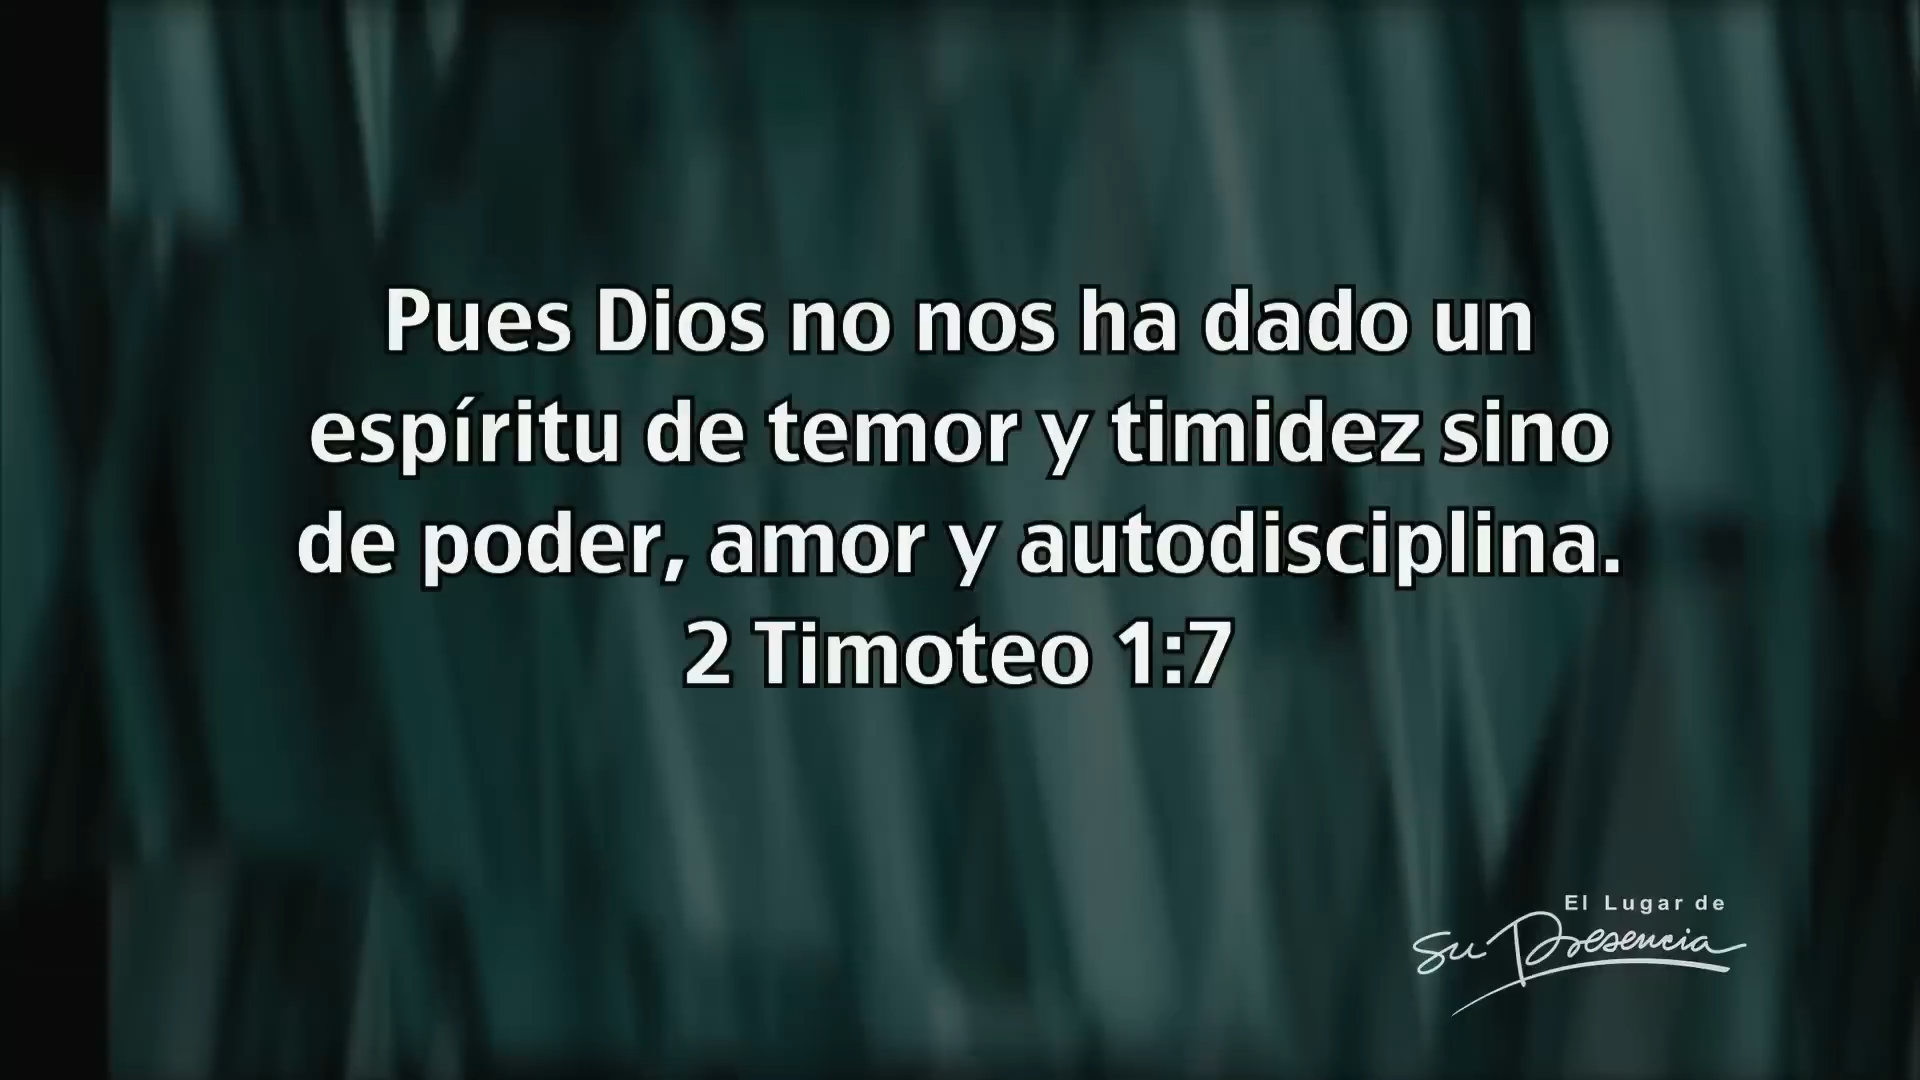 Pues Dios no nos ha dado un
espíritu de temor y timidez sino
de poder, amor y autodisciplina.
2 Timoteo 1:7
El Lugar de
Su Presencia